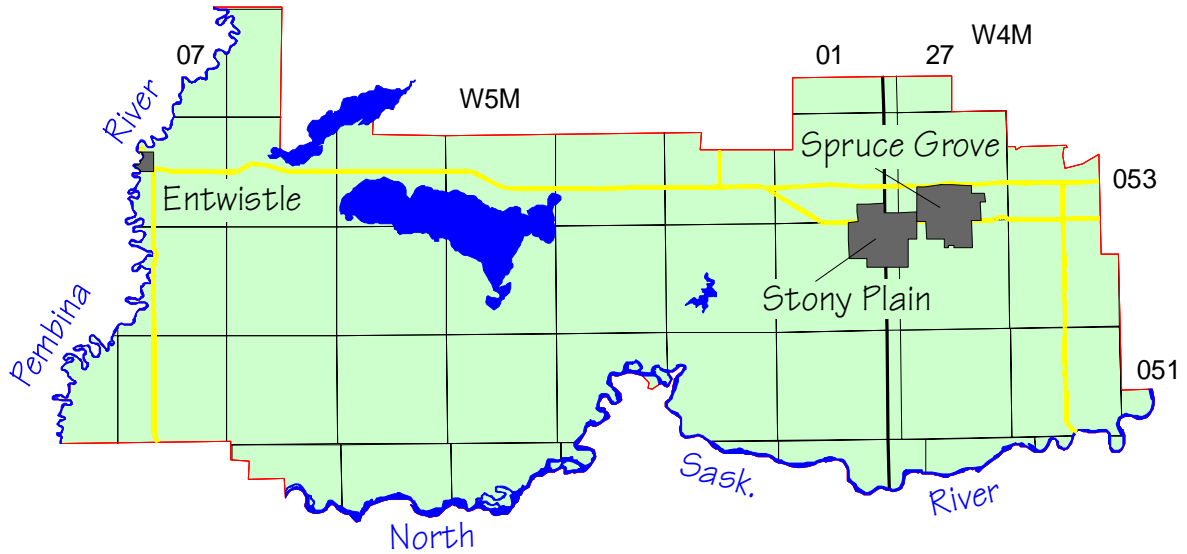 W4M
07
01
27
W5M
River
Spruce Grove
053
Entwistle
Stony Plain
Pembina
051
Sask.
River
North